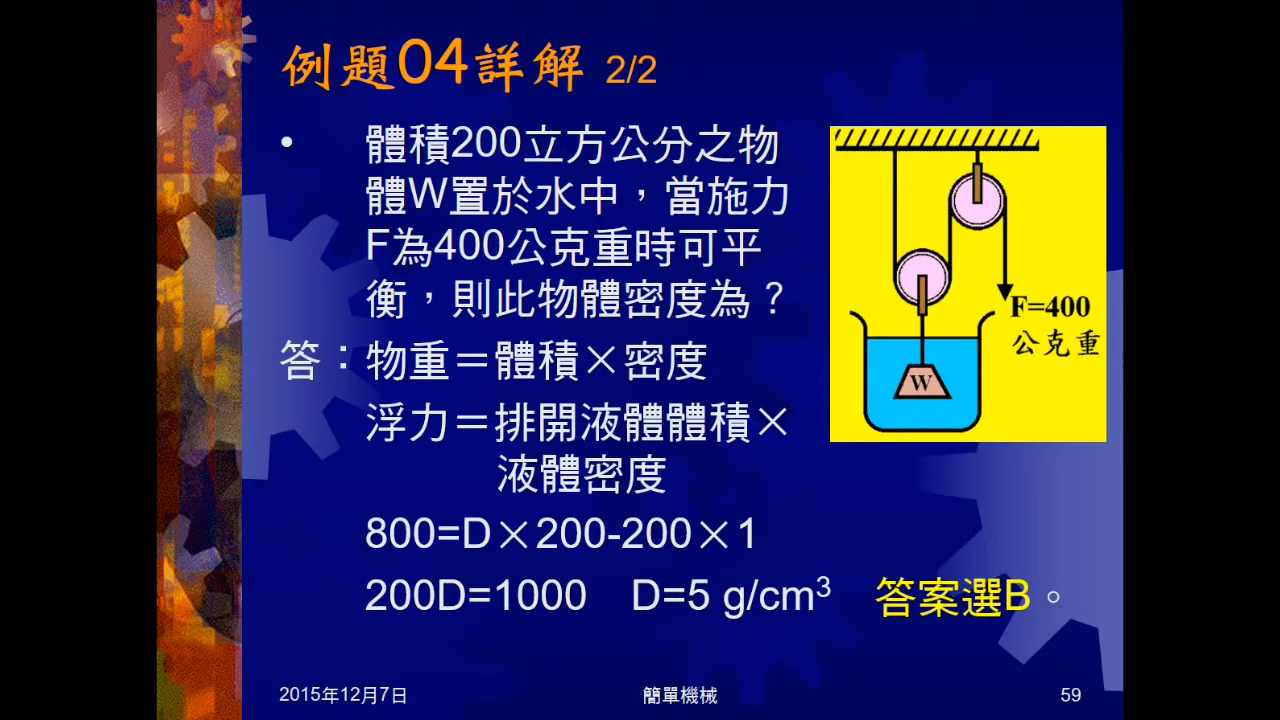 例題04詳解 2/2
• 體積200立方公分之物
體W置於水中，當施力
F為400公克重時可平
衡，則此物體密度為？
答：物重＝體積×密度
浮力＝排開液體體積×
液體密度
800=D×200-200×1
200D=1000 D=5 g/cm³ 答案選B。
F=400
公克重
W
2015年12月7日 簡單機械 59